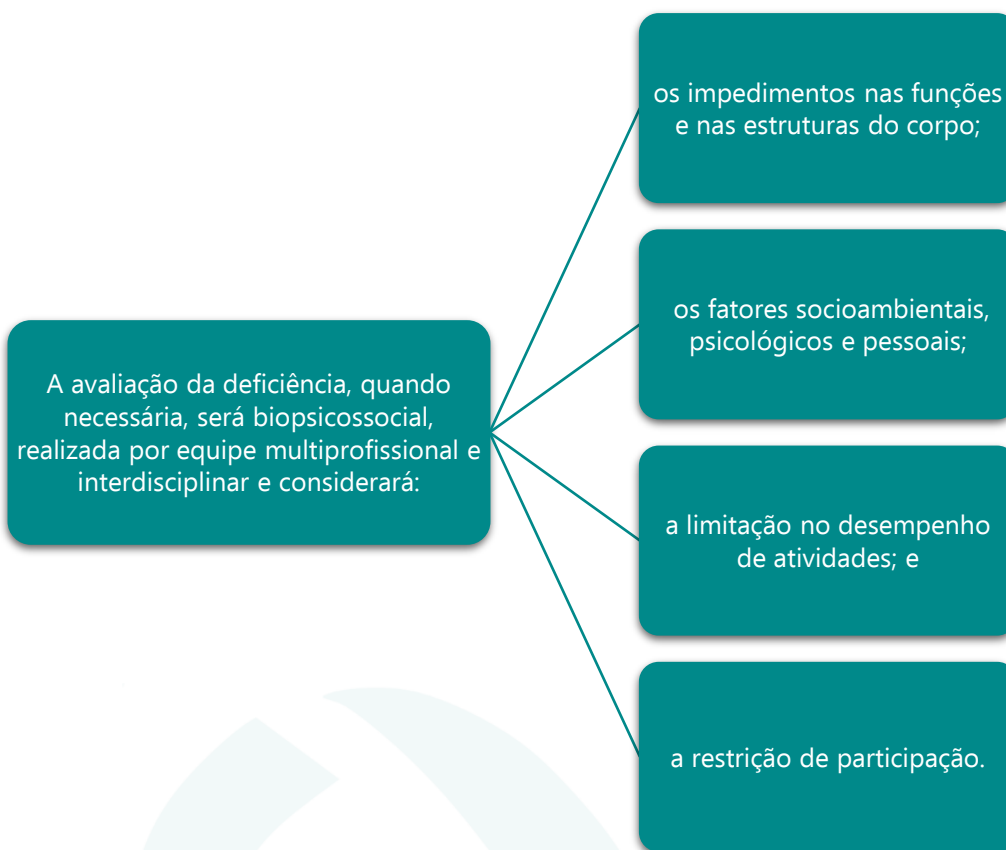 A avaliação da deficiência, quando
necessária, será biopsicossocial,
realizada por equipe multiprofissional e
interdisciplinar e considerará:
os impedimentos nas funções
e nas estruturas do corpo;
os fatores socioambientais,
psicológicos e pessoais;
a limitação no desempenho
de atividades; e
a restrição de participação.